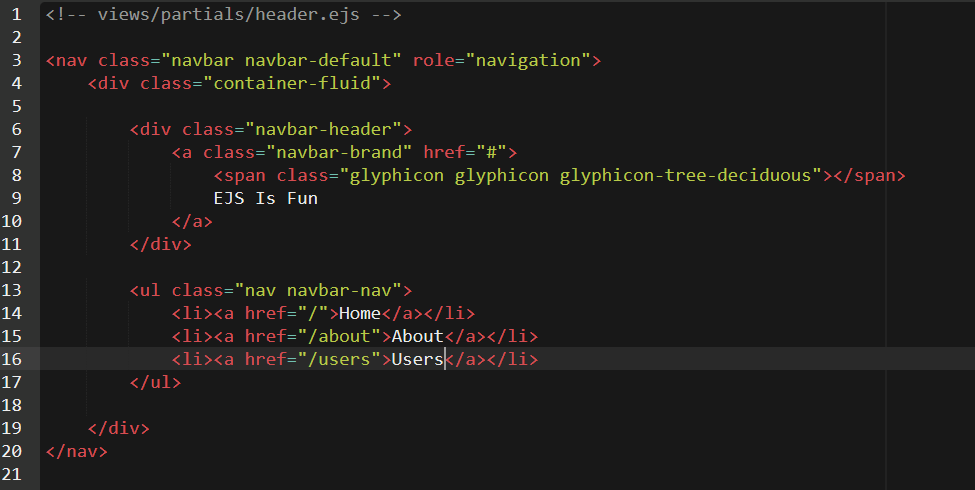 1 <!-- views/partials/header.ejs -->
2
3 <nav class="navbar navbar-default" role="navigation">
4     <div class="container-fluid">
5
6         <div class="navbar-header">
7             <a class="navbar-brand" href="#">
8                 <span class="glyphicon glyphicon glyphicon-tree-deciduous"></span>
9                 EJS Is Fun
10             </a>
11         </div>
12
13         <ul class="nav navbar-nav">
14             <li><a href="/">Home</a></li>
15             <li><a href="/about">About</a></li>
16             <li><a href="/users">Users</a></li>
17         </ul>
18
19     </div>
20 </nav>
21